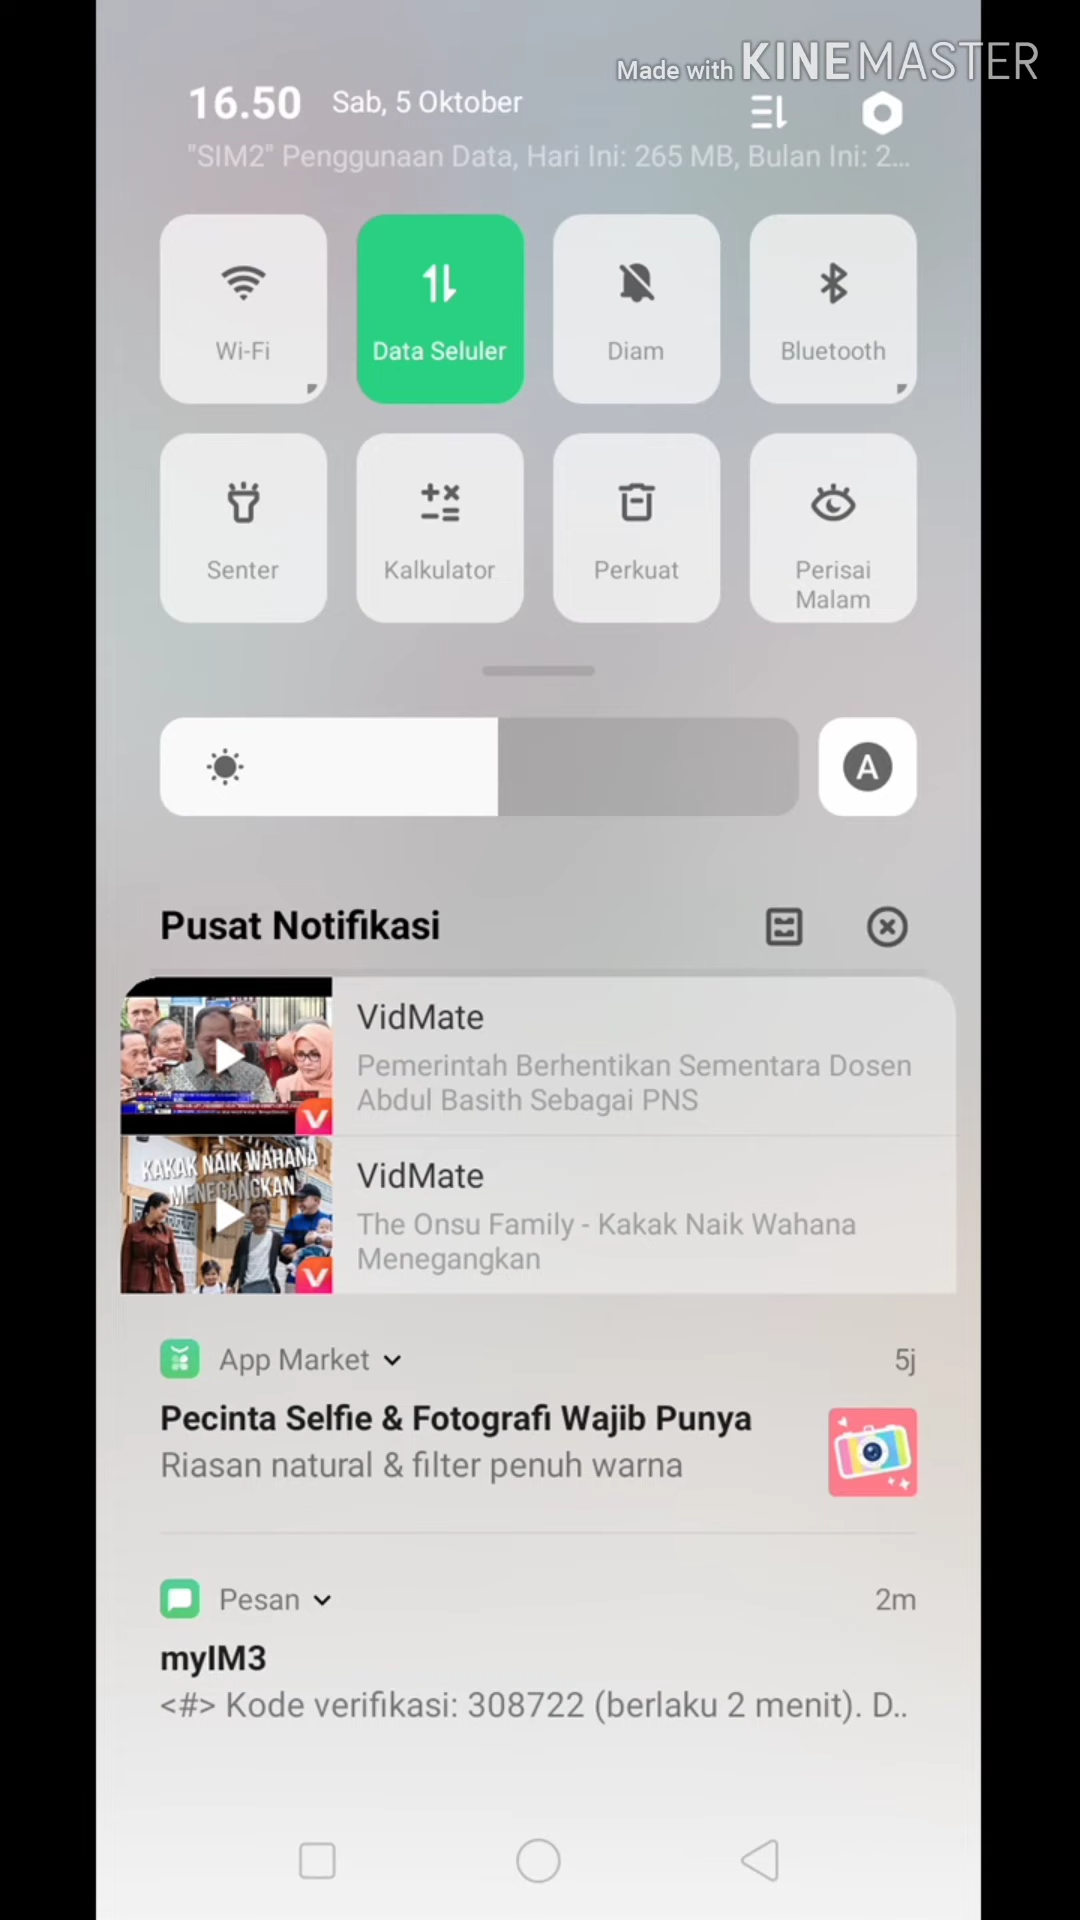 Made with KINEMASTER
16.50 Sab, 5 Oktober
"SIM2" Penggunaan Data, Hari Ini: 265 MB, Bulan Ini: 2...
Wi-Fi
Data Seluler
Diam
Bluetooth
Senter
Kalkulator
Perkuat
Perisai
Malam
A
Pusat Notifikasi
VidMate
Pemerintah Berhentikan Sementara Dosen
Abdul Basith Sebagai PNS
KAKAK NAIK WAHANA
MENEGANGKAN
VidMate
The Onsu Family - Kakak Naik Wahana
Menegangkan
App Market 5j
Pecinta Selfie & Fotografi Wajib Punya
Riasan natural & filter penuh warna
Pesan 2m
myIM3
<#> Kode verifikasi: 308722 (berlaku 2 menit). D..